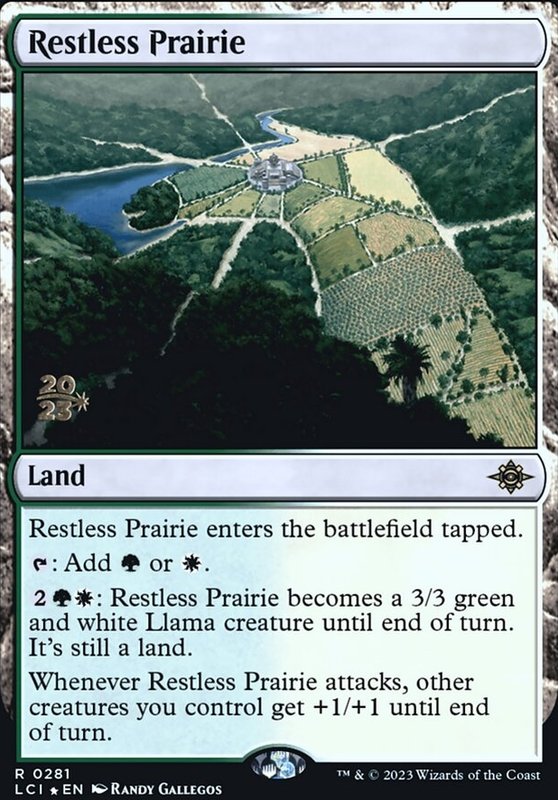 Restless Prairie
20
23
Land
Restless Prairie enters the battlefield tapped.
: Add or .
2 : Restless Prairie becomes a 3/3 green
and white Llama creature until end of turn.
It's still a land.
Whenever Restless Prairie attacks, other
creatures you control get +1/+1 until end
of turn.
R 0281
LCI ★ EN RANDY GALLEGOS
™ & © 2023 Wizards of the Coast